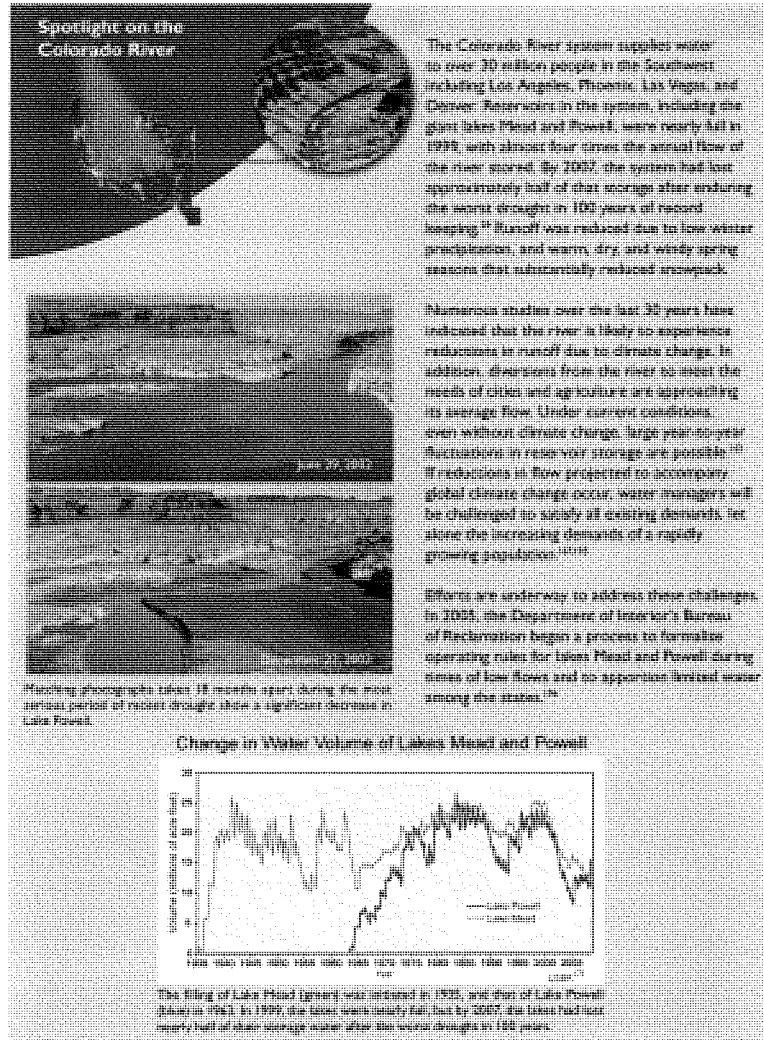 Spotlight on the
Colorado River
The Colorado River system supplies water
to over 30 million people in the Southwest
including Los Angeles, Phoenix, Las Vegas, and
Denver. Reservoirs in the system, including the
giant lakes Mead and Powell, were nearly full in
1999, with almost four times the annual flow of
the river stored. By 2007, the system had lost
approximately half of that storage after enduring
the worst drought in 100 years of record
keeping. Runoff was reduced due to low winter
precipitation, and warm, dry, and windy spring
seasons that substantially reduced snowpack.
Numerous studies over the last 30 years have
indicated that the river is likely to experience
reductions in runoff due to climate change. In
addition, diversions from the river to meet the
needs of cities and agriculture are approaching
its average flow. Under current conditions,
even without climate change, large year-to-year
fluctuations in reservoir storage are possible.
If reductions in flow projected to accompany
global climate change occur, water managers will
be challenged to satisfy all existing demands, let
alone the increasing demands of a rapidly
growing population.
Efforts are underway to address these challenges.
In 2005, the Department of Interior's Bureau
of Reclamation began a process to formalize
operating rules for lakes Mead and Powell during
times of low flows and to apportion limited water
among the states.
June 29, 2002
December 23, 2003
Matching photographs taken 18 months apart during the most
serious period of recent drought show a significant decrease in
Lake Powell.
Change in Water Volume of Lakes Mead and Powell
Lake Powell
Lake Mead
Year
The filling of Lake Mead (green) was initiated in 1935, and that of Lake Powell
(blue) in 1963. In 1999, the lakes were nearly full, but by 2007, the lakes had lost
nearly half of their storage water after the worst drought in 100 years.